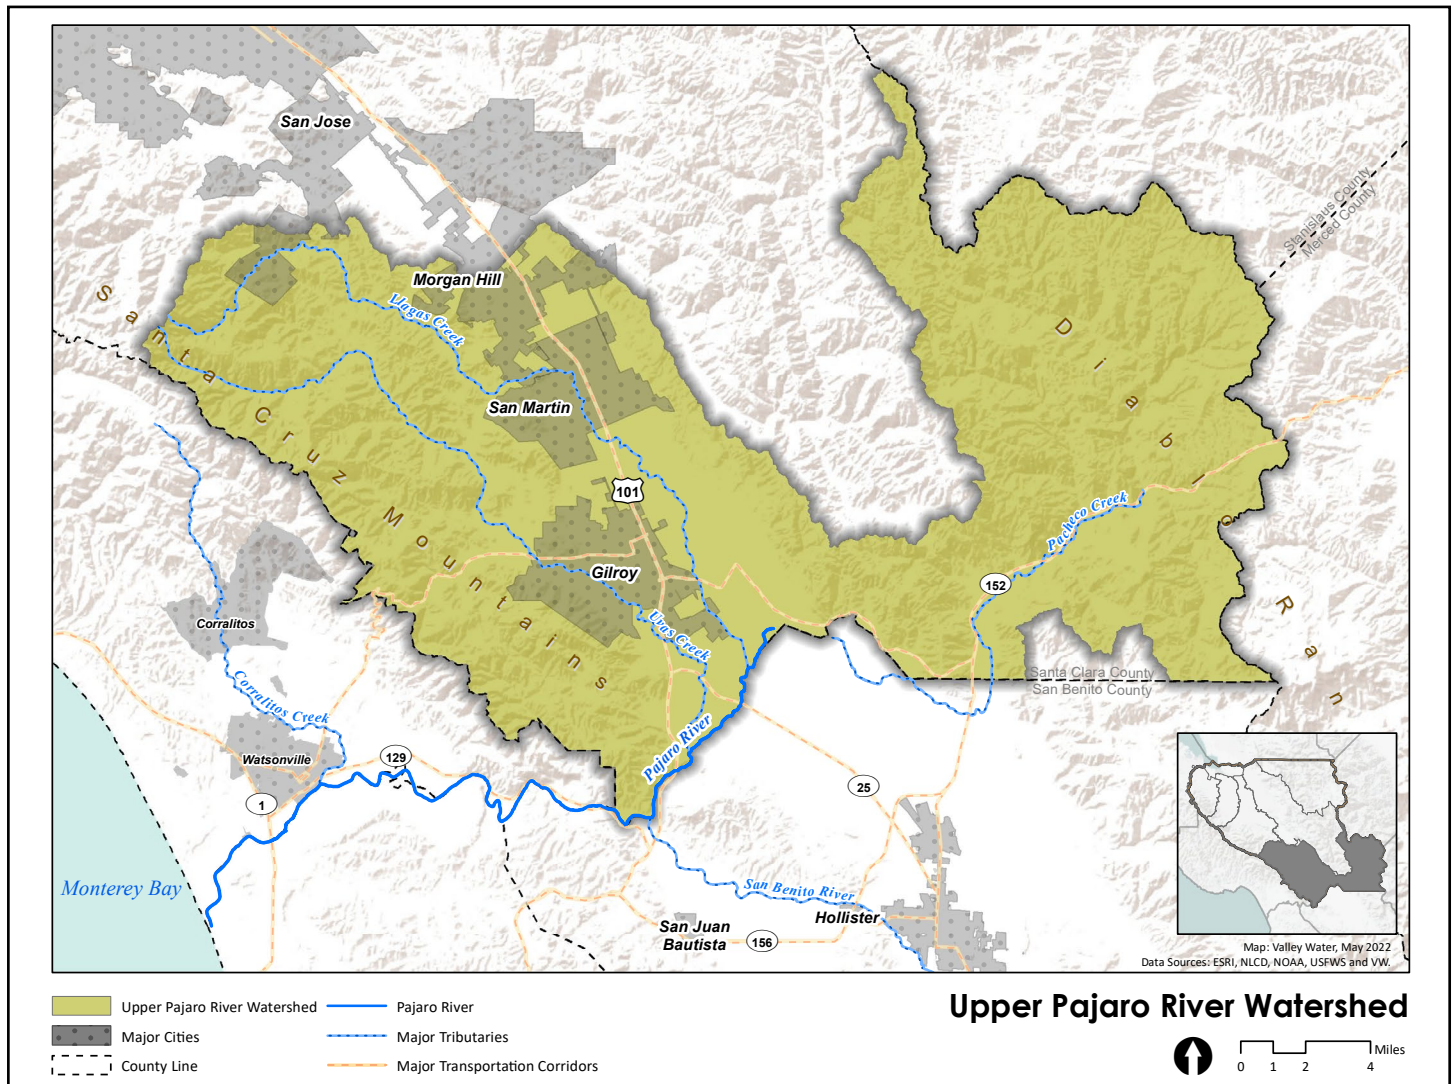 San Jose
Stanislaus County
Merced County
Morgan Hill
Llagas Creek
Santa Cruz Mountains
Diablo Ran
San Martin
101
Pacheco Creek
Gilroy
152
Corralitos
Uvas Creek
Santa Clara County
San Benito County
Corralitos Creek
Pajaro River
Watsonville
129
25
1
Monterey Bay
San Benito River
Hollister
San Juan
Bautista
156
Map: Valley Water, May 2022
Data Sources: ESRI, NLCD, NOAA, USFWS and VW.
Upper Pajaro River Watershed
Upper Pajaro River Watershed
Major Cities
County Line
Pajaro River
Major Tributaries
Major Transportation Corridors
Miles
0 1 2 4